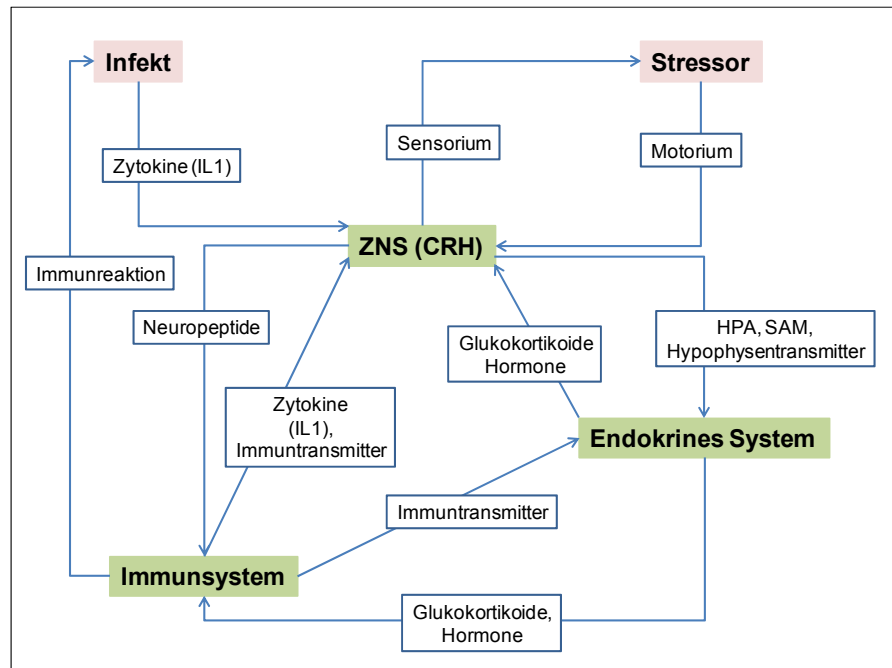 Infekt
Stressor
Sensorium
Motorium
Zytokine (IL1)
ZNS (CRH)
Immunreaktion
Neuropeptide
Glukokortikoide
Hormone
HPA, SAM,
Hypophysentransmitter
Zytokine
(IL1),
Immuntransmitter
Endokrines System
Immuntransmitter
Immunsystem
Glukokortikoide,
Hormone